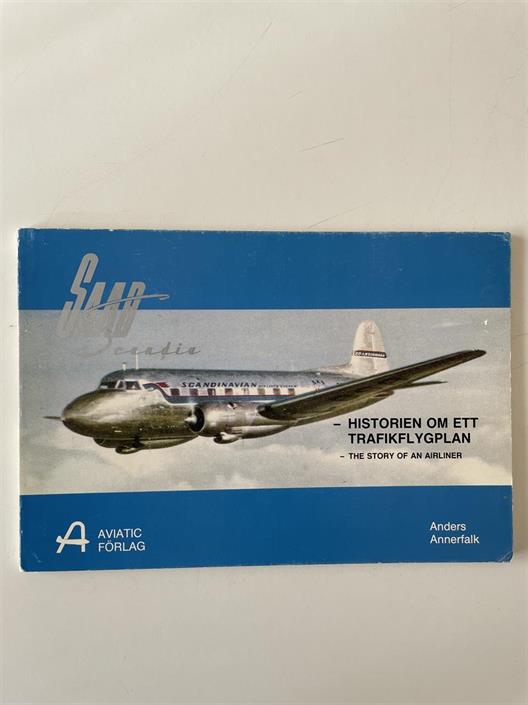 SAAB
Scandia
SCANDINAVIAN
– HISTORIEN OM ETT
TRAFIKFLYGPLAN
– THE STORY OF AN AIRLINER
A AVIATIC
FÖRLAG
Anders
Annerfalk